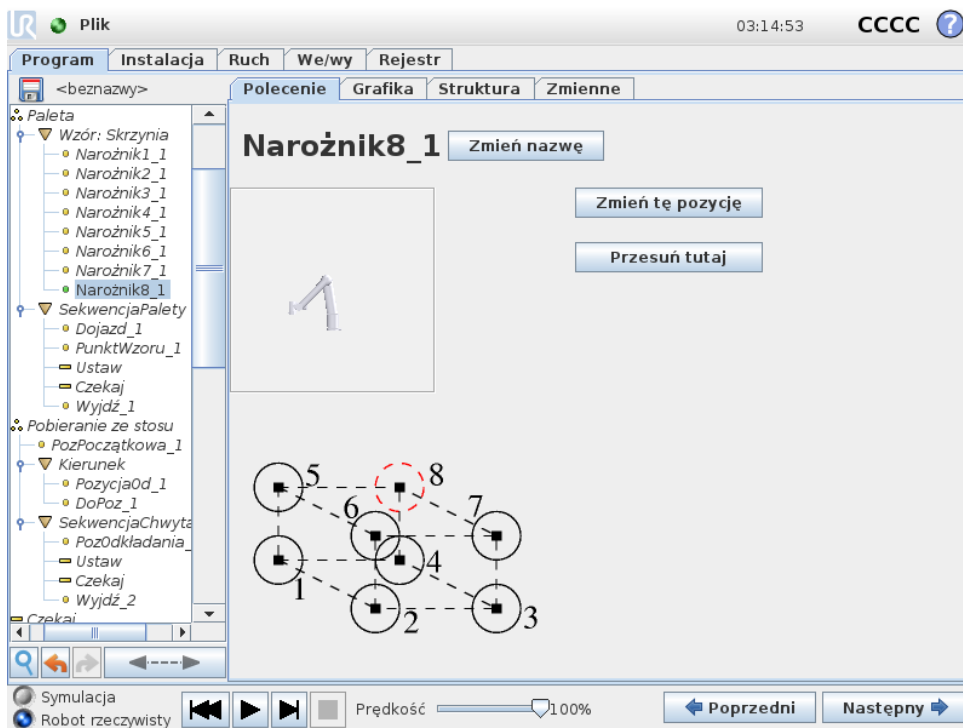 UR Plik 03:14:53 CCCC ?
Program Instalacja Ruch We/wy Rejestr
<beznazwy> Polecenie Grafika Struktura Zmienne
Paleta
Wzór: Skrzynia
Narożnik1_1
Narożnik2_1
Narożnik3_1
Narożnik4_1
Narożnik5_1
Narożnik6_1
Narożnik7_1
Narożnik8_1
SekwencjaPalety
Dojazd_1
PunktWzoru_1
Ustaw
Czekaj
Wyjdź_1
Pobieranie ze stosu
PozPoczątkowa_1
Kierunek
PozycjaOd_1
DoPoz_1
SekwencjaChwyta
PozOdkładania_
Ustaw
Czekaj
Wyjdź_2
Czekaj
Narożnik8_1 Zmień nazwę
Zmień tę pozycję
Przesuń tutaj
5 8
6 7
1 4
2 3
Symulacja
Robot rzeczywisty
Prędkość 100%
Poprzedni Następny